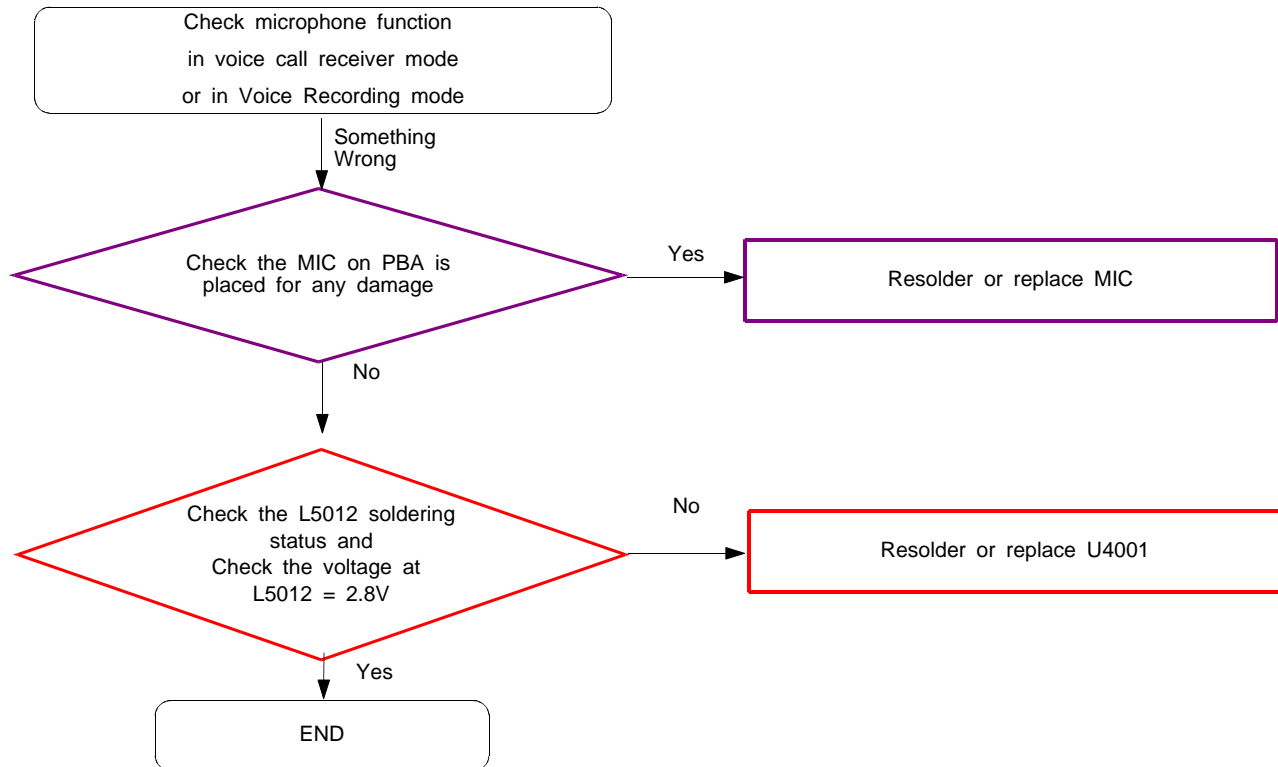 Check microphone function
in voice call receiver mode
or in Voice Recording mode
Something
Wrong
Check the MIC on PBA is
placed for any damage
Yes
Resolder or replace MIC
No
Check the L5012 soldering
status and
Check the voltage at
L5012 = 2.8V
No
Resolder or replace U4001
Yes
END